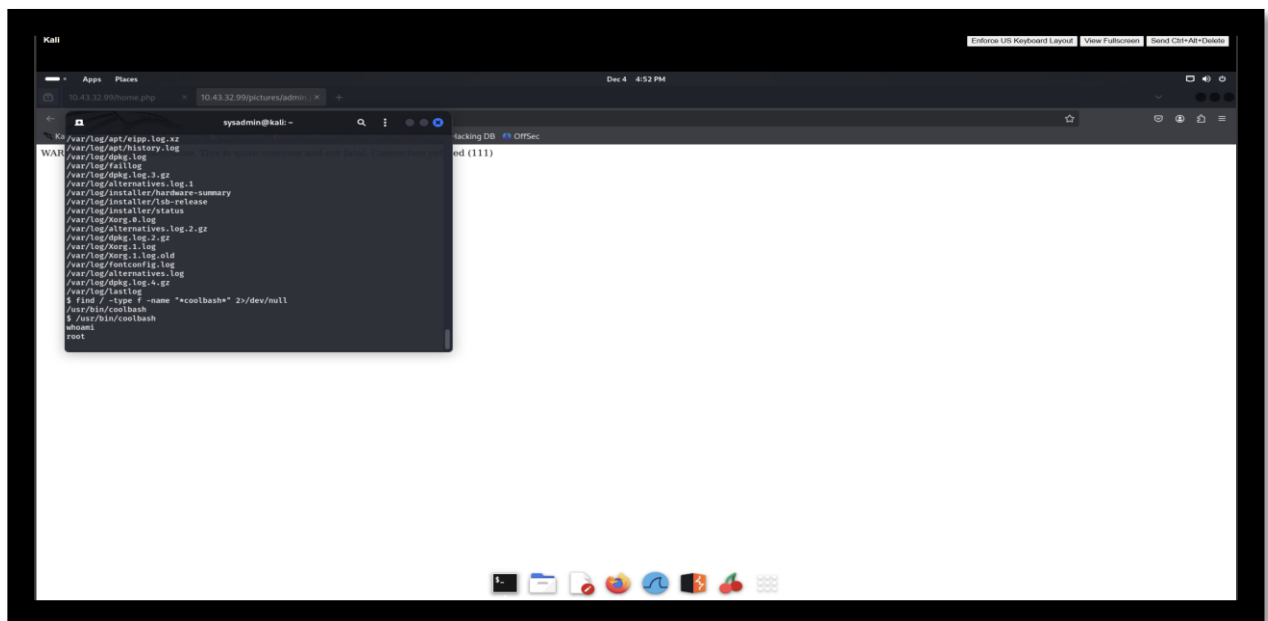 Kali
Enforce US Keyboard Layout View Fullscreen Send Ctrl+Alt+Delete
Apps Places Dec 4 4:52 PM
10.43.32.99/home.php × 10.43.32.99/pictures/admin × +
sysadmin@kali: ~
Ka Hacking DB OffSec
WAR ed (111)
/var/log/apt/eipp.log.xz
/var/log/apt/history.log
/var/log/dpkg.log
/var/log/faillog
/var/log/dpkg.log.3.gz
/var/log/alternatives.log.1
/var/log/installer/hardware-summary
/var/log/installer/lsb-release
/var/log/installer/status
/var/log/Xorg.0.log
/var/log/alternatives.log.2.gz
/var/log/dpkg.log.2.gz
/var/log/Xorg.1.log
/var/log/Xorg.1.log.old
/var/log/fontconfig.log
/var/log/alternatives.log
/var/log/dpkg.log.4.gz
/var/log/lastlog
$ find / -type f -name "*coolbash*" 2>/dev/null
/usr/bin/coolbash
$ /usr/bin/coolbash
whoami
root